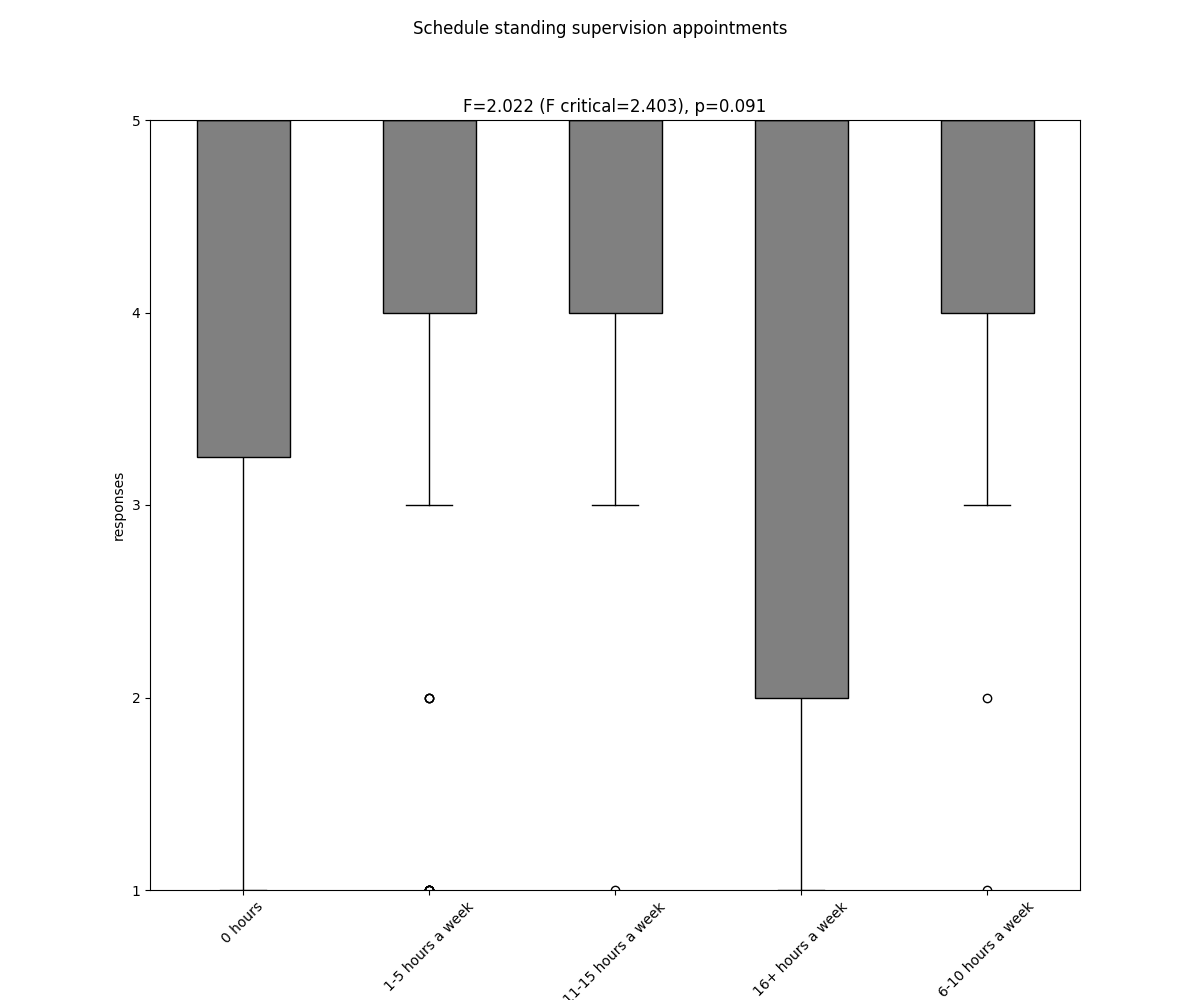 Schedule standing supervision appointments
F=2.022 (F critical=2.403), p=0.091
5
4
3
2
1
responses
0 hours
1-5 hours a week
11-15 hours a week
16+ hours a week
6-10 hours a week